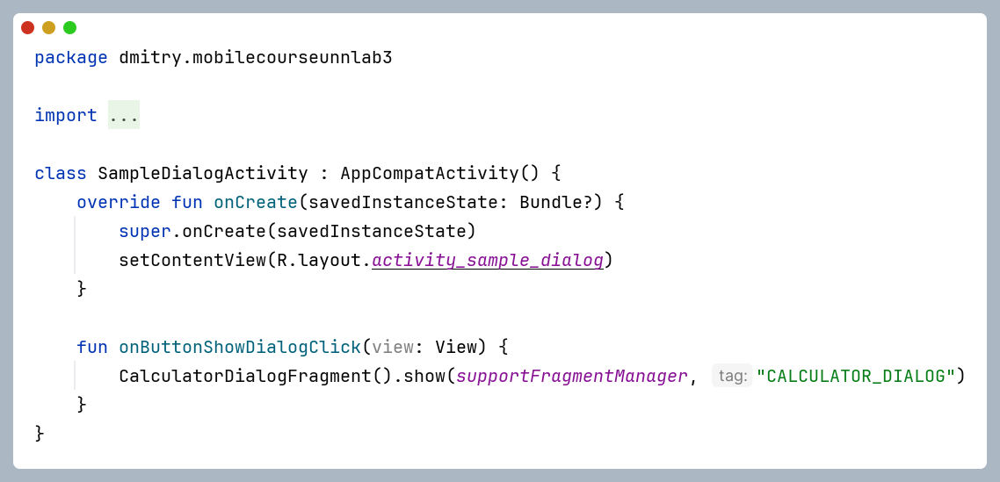 package dmitry.mobilecourseunnlab3
import ...
class SampleDialogActivity : AppCompatActivity() {
override fun onCreate(savedInstanceState: Bundle?) {
super.onCreate(savedInstanceState)
setContentView(R.layout.activity_sample_dialog)
}
fun onButtonShowDialogClick(view: View) {
CalculatorDialogFragment().show(supportFragmentManager, tag: "CALCULATOR_DIALOG")
}
}